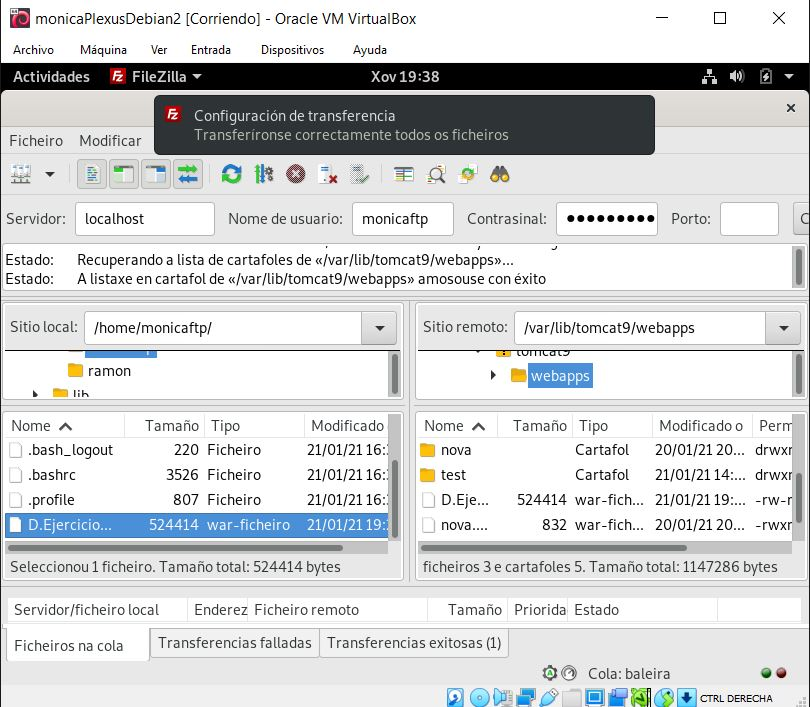 monicaPlexusDebian2 [Corriendo] - Oracle VM VirtualBox
Archivo Máquina Ver Entrada Dispositivos Ayuda
Actividades FileZilla Xov 19:38
Configuración de transferencia
Transferíronse correctamente todos os ficheiros
Ficheiro Modificar
Servidor: localhost Nome de usuario: monicaftp Contrasinal: ●●●●●●●●● Porto:
Estado: Recuperando a lista de cartafoles de «/var/lib/tomcat9/webapps»...
Estado: A listaxe en cartafol de «/var/lib/tomcat9/webapps» amosouse con éxito
Sitio local: /home/monicaftp/
ramon
lib
Nome Tamaño Tipo Modificado
.bash_logout 220 Ficheiro 21/01/21 16:
.bashrc 3526 Ficheiro 21/01/21 16:
.profile 807 Ficheiro 21/01/21 16:
D.Ejercicio... 524414 war-ficheiro 21/01/21 19:
Seleccionou 1 ficheiro. Tamaño total: 524414 bytes
Sitio remoto: /var/lib/tomcat9/webapps
tomcat9
webapps
Nome Tamaño Tipo Modificado o Perm
nova Cartafol 20/01/21 20... drwxr
test Cartafol 21/01/21 14:... drwxr
D.Eje... 524414 war-fich... 21/01/21 19:... -rw-r-
nova.... 832 war-fich... 20/01/21 20... -rwxr
ficheiros 3 e cartafoles 5. Tamaño total: 1147286 bytes
Servidor/ficheiro local Enderez Ficheiro remoto Tamaño Priorida Estado
Ficheiros na cola Transferencias falladas Transferencias exitosas (1)
Cola: baleira
CTRL DERECHA